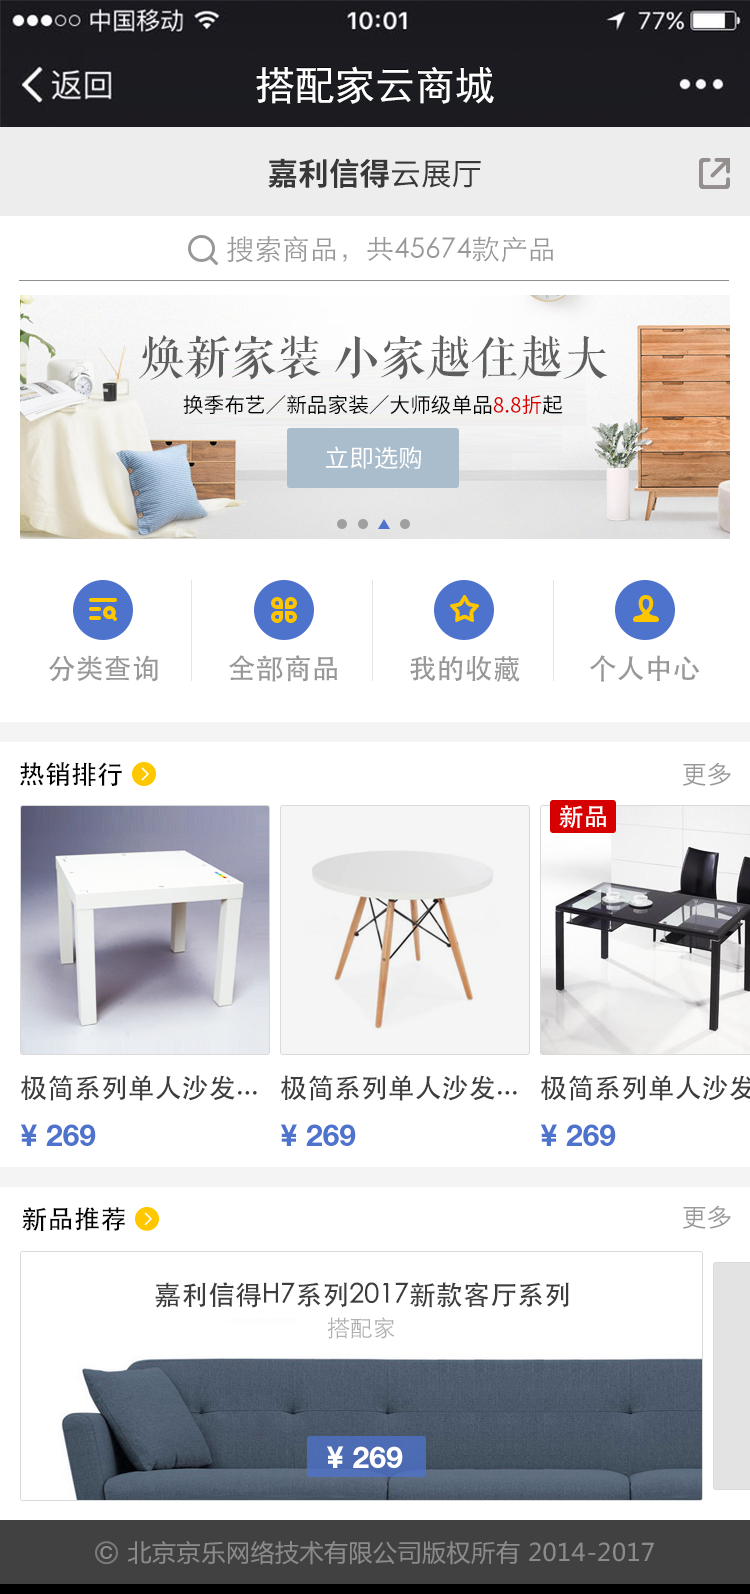 中国移动 10:01 77%
返回 搭配家云商城
嘉利信得云展厅
搜索商品，共45674款产品
焕新家装 小家越住越大
换季布艺／新品家装／大师级单品8.8折起
立即选购
分类查询 全部商品 我的收藏 个人中心
热销排行 更多
新品
极简系列单人沙发... 极简系列单人沙发... 极简系列单人沙发
¥ 269 ¥ 269 ¥ 269
新品推荐 更多
嘉利信得H7系列2017新款客厅系列
搭配家
¥ 269
© 北京京乐网络技术有限公司版权所有 2014-2017